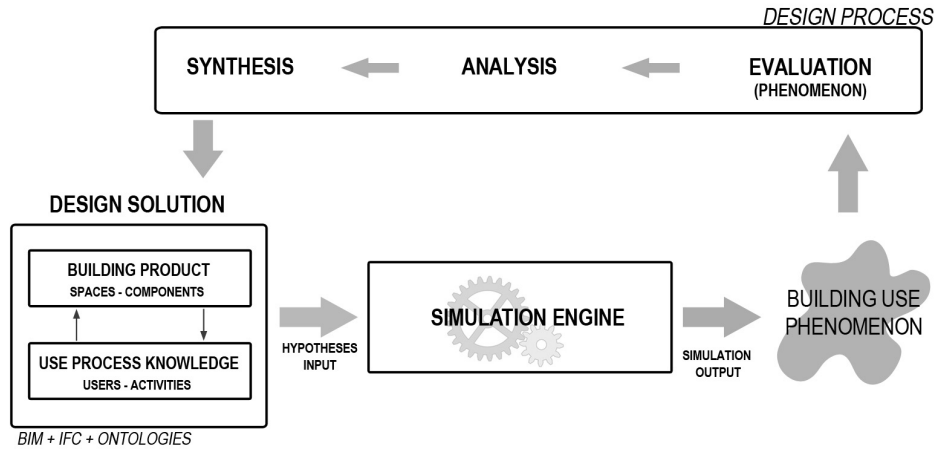 DESIGN PROCESS
SYNTHESIS
ANALYSIS
EVALUATION
(PHENOMENON)
DESIGN SOLUTION
BUILDING PRODUCT
SPACES - COMPONENTS
USE PROCESS KNOWLEDGE
USERS - ACTIVITIES
BIM + IFC + ONTOLOGIES
HYPOTHESES
INPUT
SIMULATION ENGINE
SIMULATION
OUTPUT
BUILDING USE
PHENOMENON